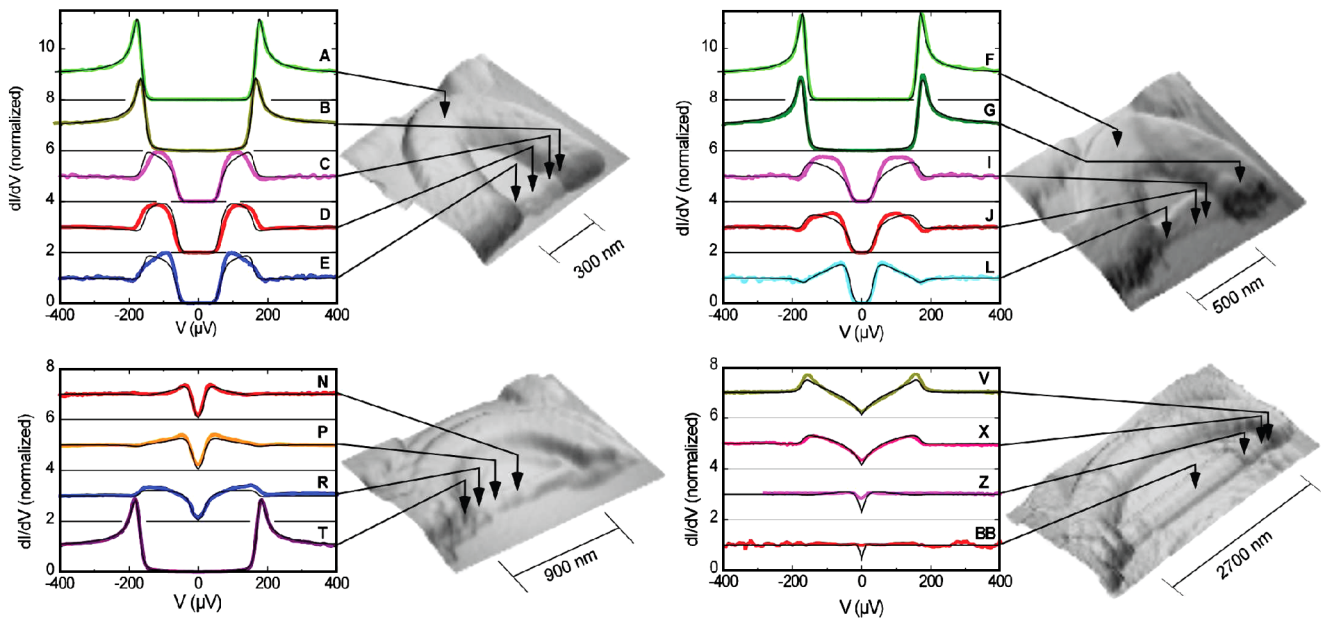 10
8
6
4
2
0
dI/dV (normalized)
A
B
C
D
E
-400 -200 0 200 400
V (µV)
300 nm
10
8
6
4
2
0
dI/dV (normalized)
F
G
I
J
L
-400 -200 0 200 400
V (µV)
500 nm
8
6
4
2
0
dI/dV (normalized)
N
P
R
T
-400 -200 0 200 400
V (µV)
900 nm
8
6
4
2
0
dI/dV (normalized)
V
X
Z
BB
-400 -200 0 200 400
V (µV)
2700 nm